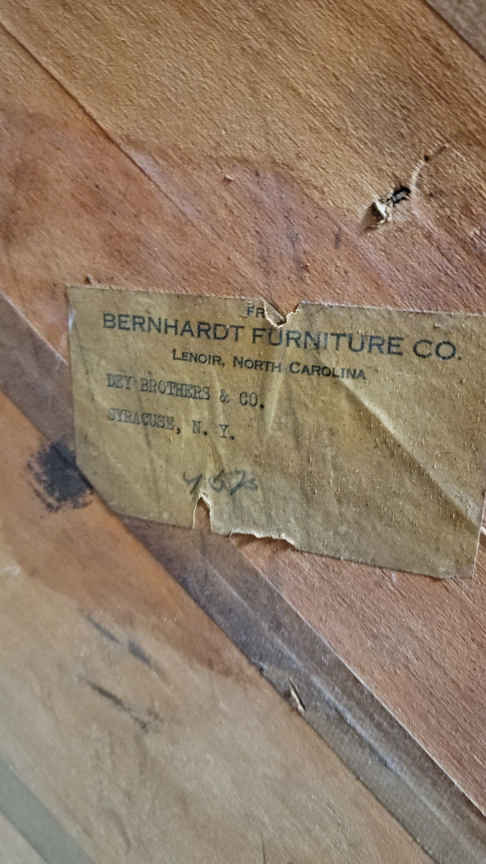 FR
BERNHARDT FURNITURE CO.
LENOIR, NORTH CAROLINA
DEY BROTHERS & CO.
SYRACUSE, N. Y.